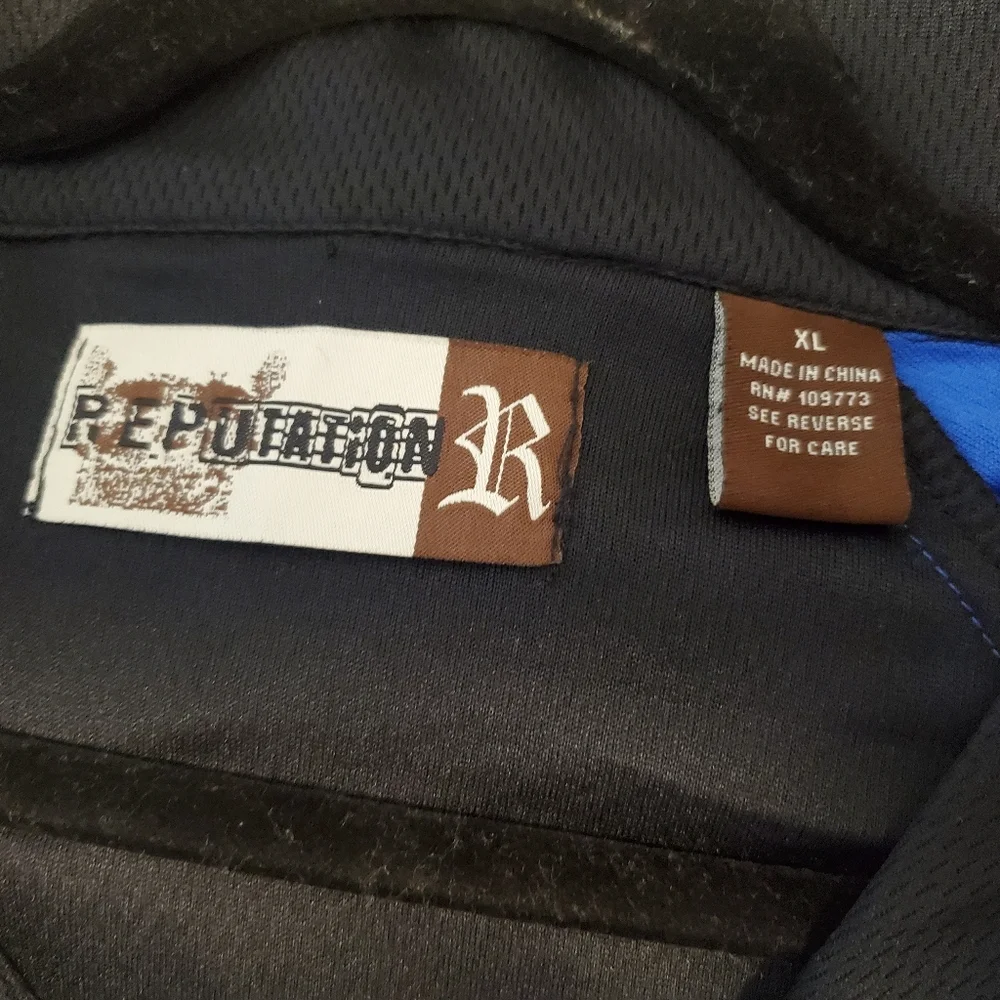 REPUTATION
R
XL
MADE IN CHINA
RN# 109773
SEE REVERSE
FOR CARE